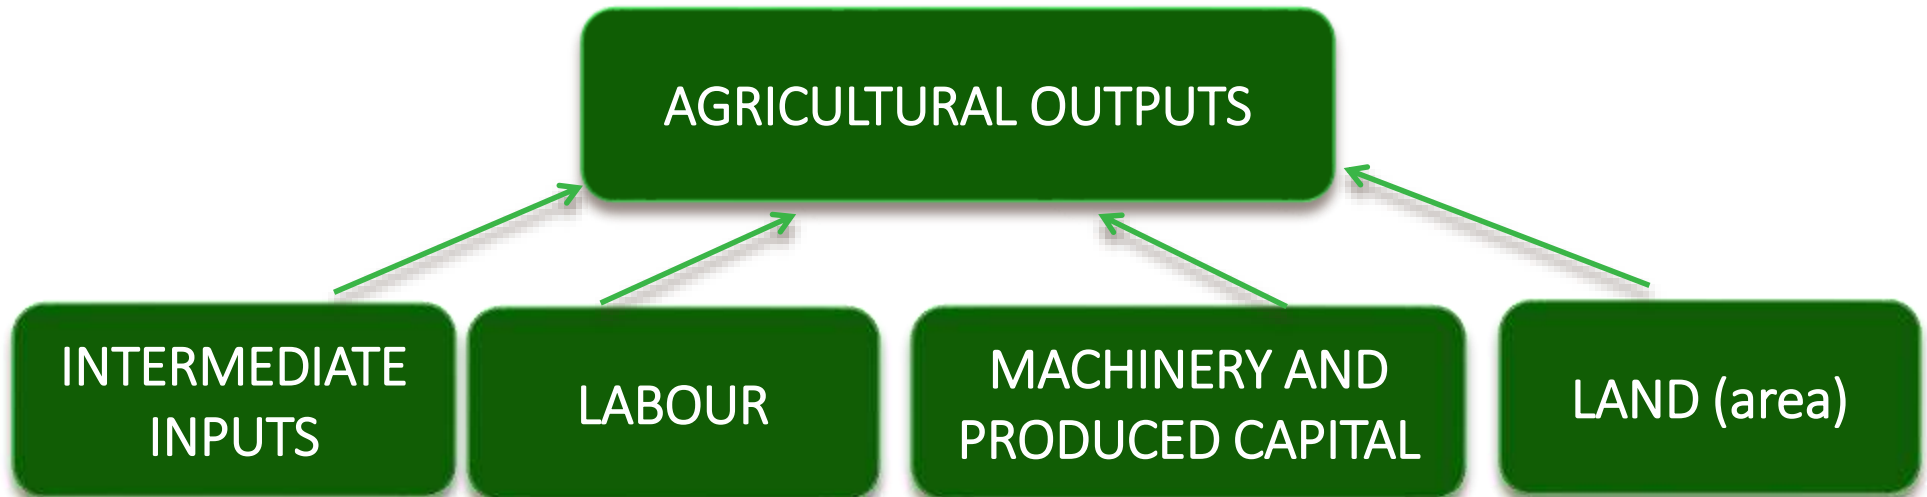 AGRICULTURAL OUTPUTS
INTERMEDIATE
INPUTS
LABOUR
MACHINERY AND
PRODUCED CAPITAL
LAND (area)